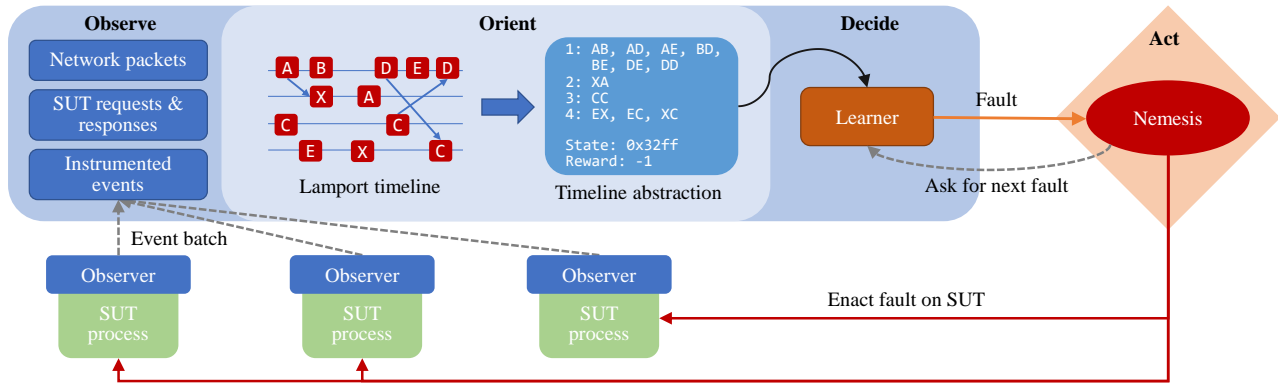 Observe
Orient
Decide
Act
Network packets
SUT requests &
responses
Instrumented
events
A B D E D
X A
C C
E X C
Lamport timeline
1: AB, AD, AE, BD,
BE, DE, DD
2: XA
3: CC
4: EX, EC, XC
State: 0x32ff
Reward: -1
Timeline abstraction
Learner
Fault
Nemesis
Ask for next fault
Event batch
Observer
SUT
process
Observer
SUT
process
Observer
SUT
process
Enact fault on SUT